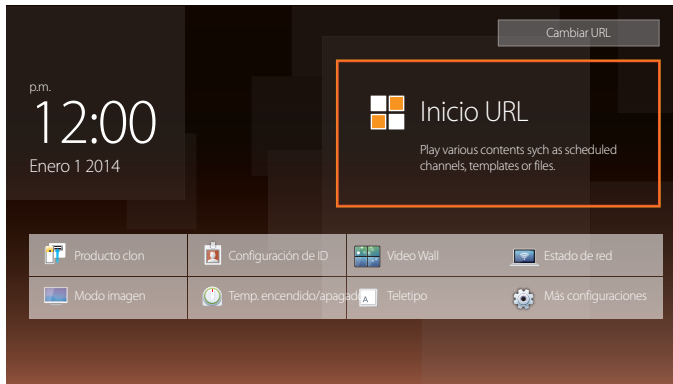 Cambiar URL
p.m.
12:00
Enero 1 2014
Inicio URL
Play various contents sych as scheduled
channels, templates or files.
Producto clon
Configuración de ID
Video Wall
Estado de red
Modo imagen
Temp. encendido/apagado
A
Teletipo
Más configuraciones